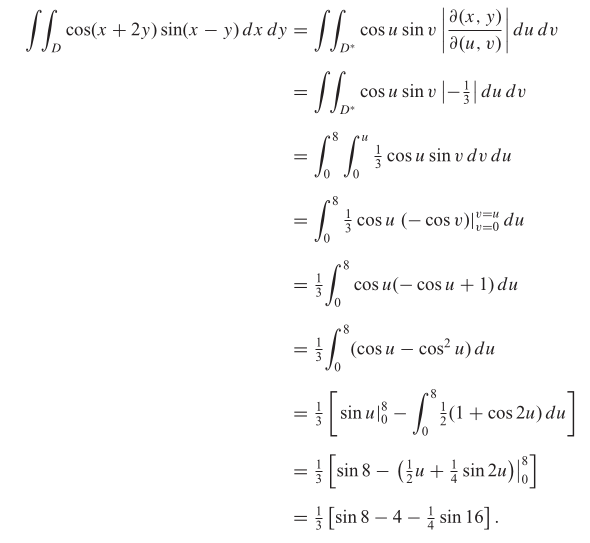 ∬_D cos(x + 2y) sin(x − y) dx dy = ∬_{D*} cos u sin v |∂(x, y)/∂(u, v)| du dv
= ∬_{D*} cos u sin v |−1/3| du dv
= ∫_0^8 ∫_0^u 1/3 cos u sin v dv du
= ∫_0^8 1/3 cos u (− cos v)|_{v=0}^{v=u} du
= 1/3 ∫_0^8 cos u(− cos u + 1) du
= 1/3 ∫_0^8 (cos u − cos² u) du
= 1/3 [sin u|_0^8 − ∫_0^8 1/2(1 + cos 2u) du]
= 1/3 [sin 8 − (1/2 u + 1/4 sin 2u)|_0^8]
= 1/3 [sin 8 − 4 − 1/4 sin 16].